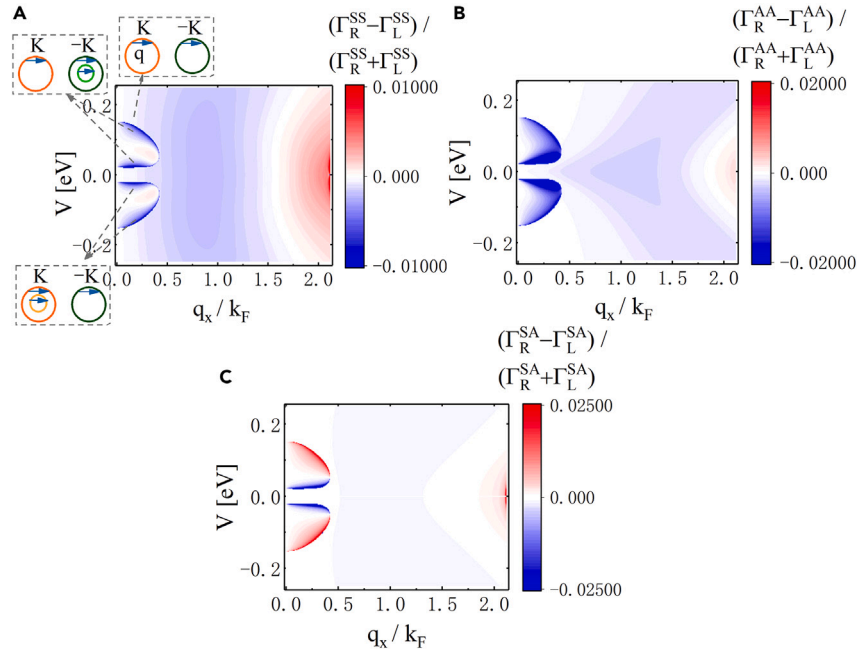 A
K
−K
K
−K
q
(Γ_R^SS−Γ_L^SS) /
(Γ_R^SS+Γ_L^SS)
0.01000
0.000
−0.01000
V [eV]
0.2
0.0
−0.2
0.0 0.5 1.0 1.5 2.0
q_x / k_F
K
−K
B
(Γ_R^AA−Γ_L^AA) /
(Γ_R^AA+Γ_L^AA)
0.02000
0.000
−0.02000
V [eV]
0.2
0.0
−0.2
0.0 0.5 1.0 1.5 2.0
q_x / k_F
C
(Γ_R^SA−Γ_L^SA) /
(Γ_R^SA+Γ_L^SA)
0.02500
0.000
−0.02500
V [eV]
0.2
0.0
−0.2
0.0 0.5 1.0 1.5 2.0
q_x / k_F